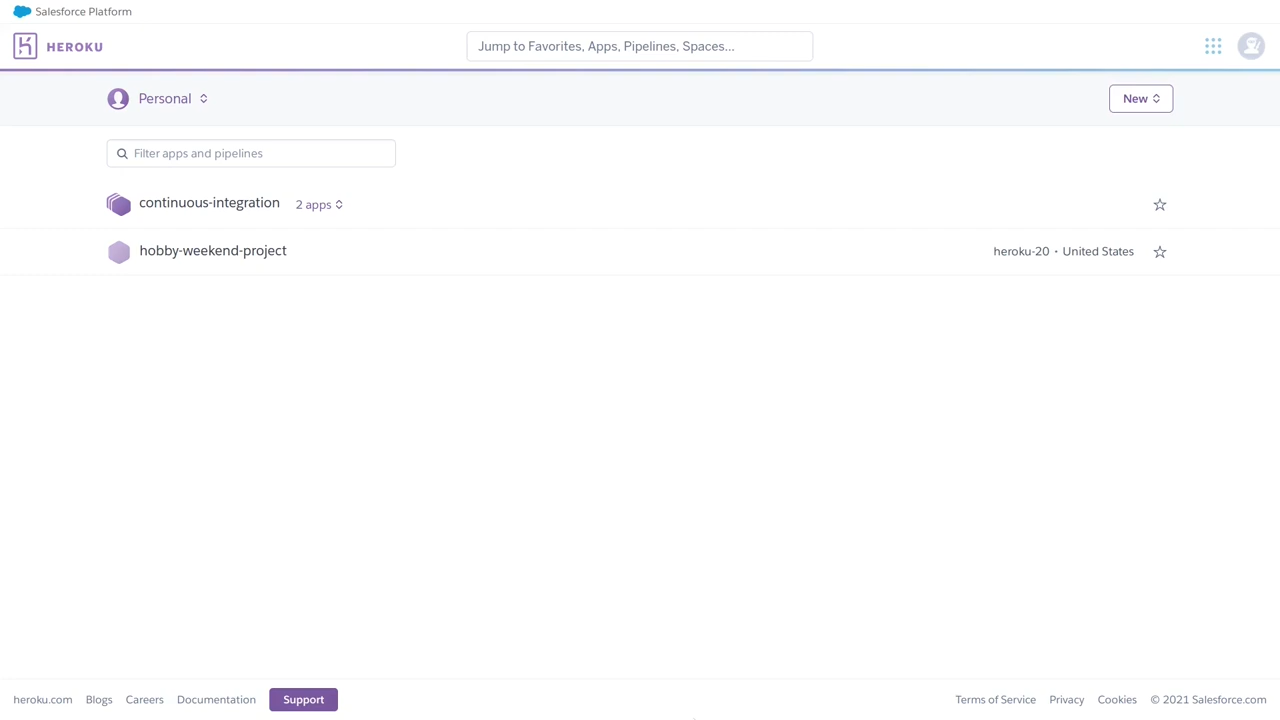 Salesforce Platform
HEROKU
Jump to Favorites, Apps, Pipelines, Spaces...
Personal
New
Filter apps and pipelines
continuous-integration 2 apps
hobby-weekend-project heroku-20 · United States
heroku.com Blogs Careers Documentation Support Terms of Service Privacy Cookies © 2021 Salesforce.com